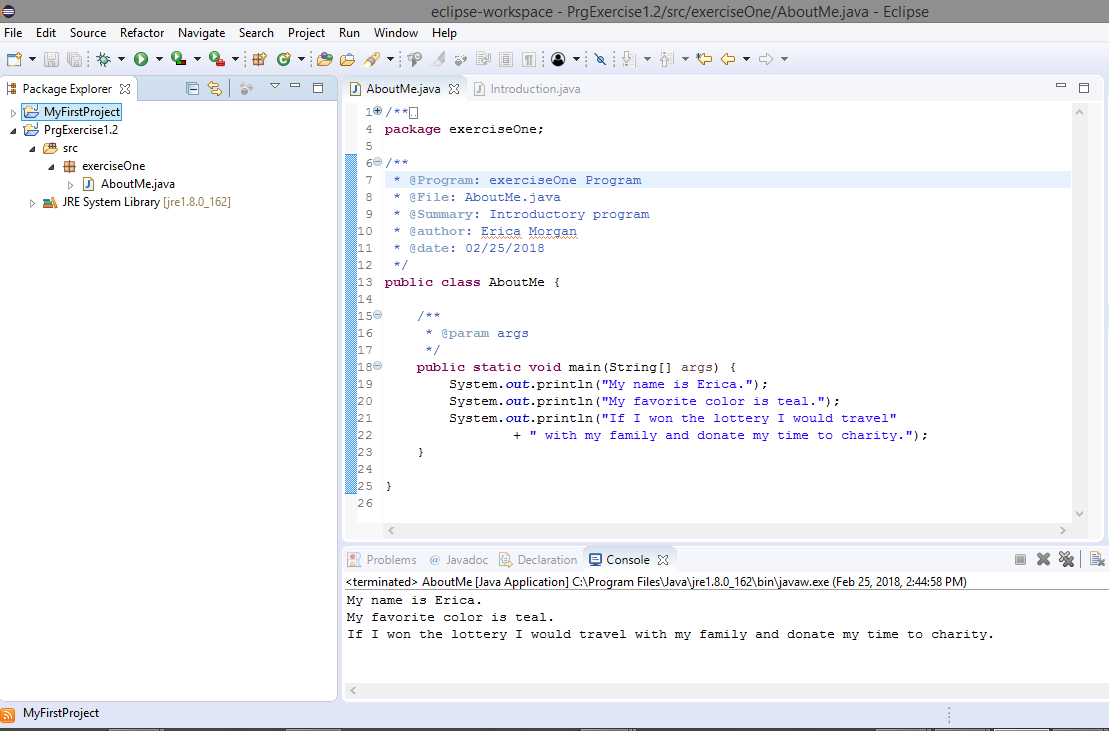 eclipse-workspace - PrgExercise1.2/src/exerciseOne/AboutMe.java - Eclipse
File Edit Source Refactor Navigate Search Project Run Window Help
Package Explorer
MyFirstProject
PrgExercise1.2
src
exerciseOne
AboutMe.java
JRE System Library [jre1.8.0_162]
AboutMe.java Introduction.java
1 /**
4 package exerciseOne;
5
6 /**
7 * @Program: exerciseOne Program
8 * @File: AboutMe.java
9 * @Summary: Introductory program
10 * @author: Erica Morgan
11 * @date: 02/25/2018
12 */
13 public class AboutMe {
14
15 /**
16 * @param args
17 */
18 public static void main(String[] args) {
19 System.out.println("My name is Erica.");
20 System.out.println("My favorite color is teal.");
21 System.out.println("If I won the lottery I would travel"
22 + " with my family and donate my time to charity.");
23 }
24
25 }
26
Problems @ Javadoc Declaration Console
<terminated> AboutMe [Java Application] C:\Program Files\Java\jre1.8.0_162\bin\javaw.exe (Feb 25, 2018, 2:44:58 PM)
My name is Erica.
My favorite color is teal.
If I won the lottery I would travel with my family and donate my time to charity.
MyFirstProject